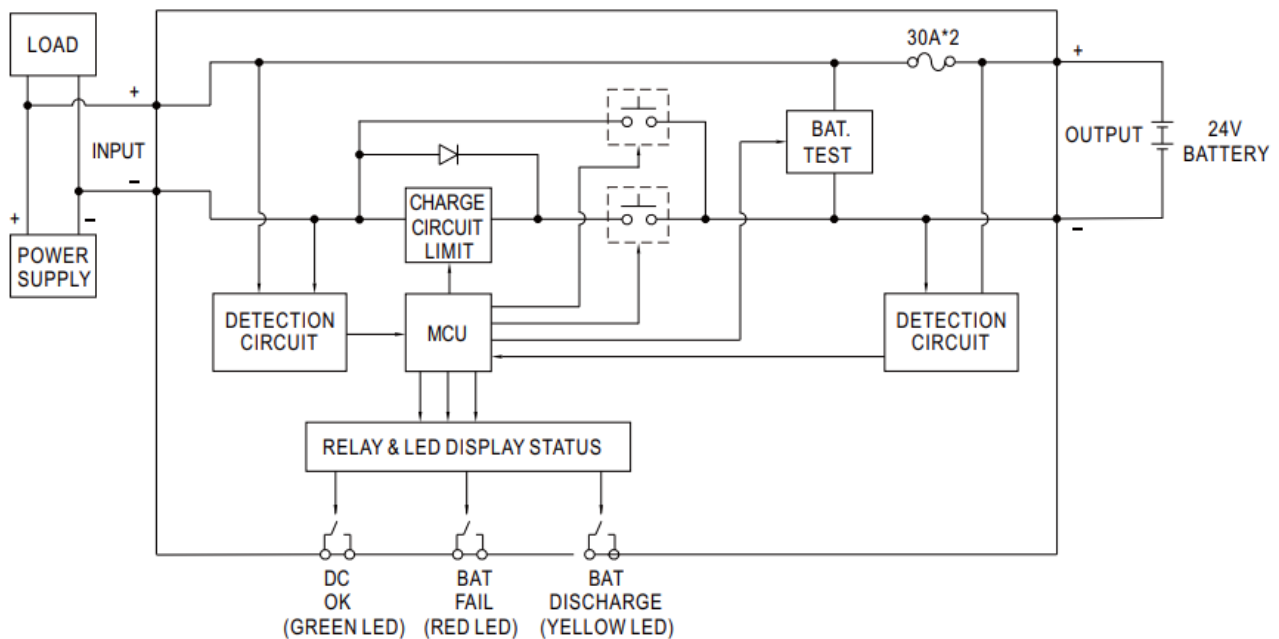 LOAD
30A*2
+
+
+
INPUT
BAT.
TEST
OUTPUT
24V
BATTERY
−
CHARGE
CIRCUIT
LIMIT
+
−
−
POWER
SUPPLY
DETECTION
CIRCUIT
MCU
DETECTION
CIRCUIT
RELAY & LED DISPLAY STATUS
DC
OK
(GREEN LED)
BAT
FAIL
(RED LED)
BAT
DISCHARGE
(YELLOW LED)